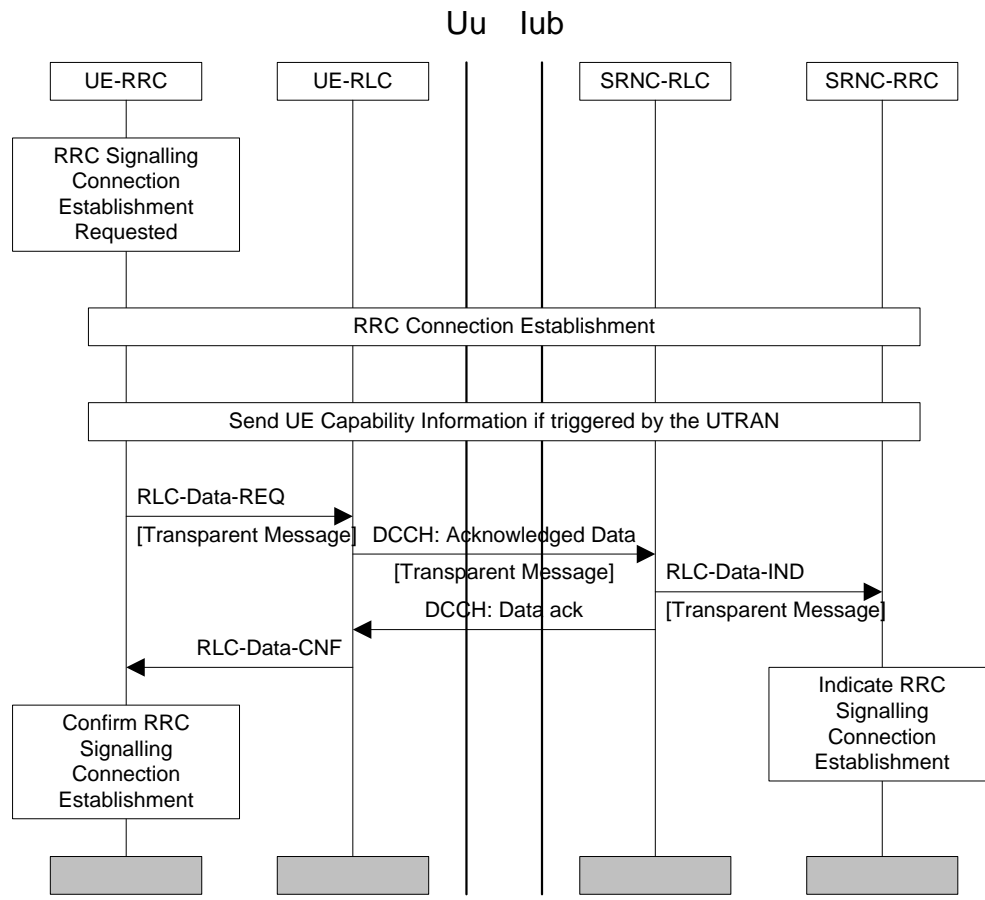 Uu Iub
UE-RRC UE-RLC SRNC-RLC SRNC-RRC
RRC Signalling
Connection
Establishment
Requested
RRC Connection Establishment
Send UE Capability Information if triggered by the UTRAN
RLC-Data-REQ
[Transparent Message]
DCCH: Acknowledged Data
[Transparent Message]
RLC-Data-IND
[Transparent Message]
DCCH: Data ack
RLC-Data-CNF
Indicate RRC
Signalling
Connection
Establishment
Confirm RRC
Signalling
Connection
Establishment